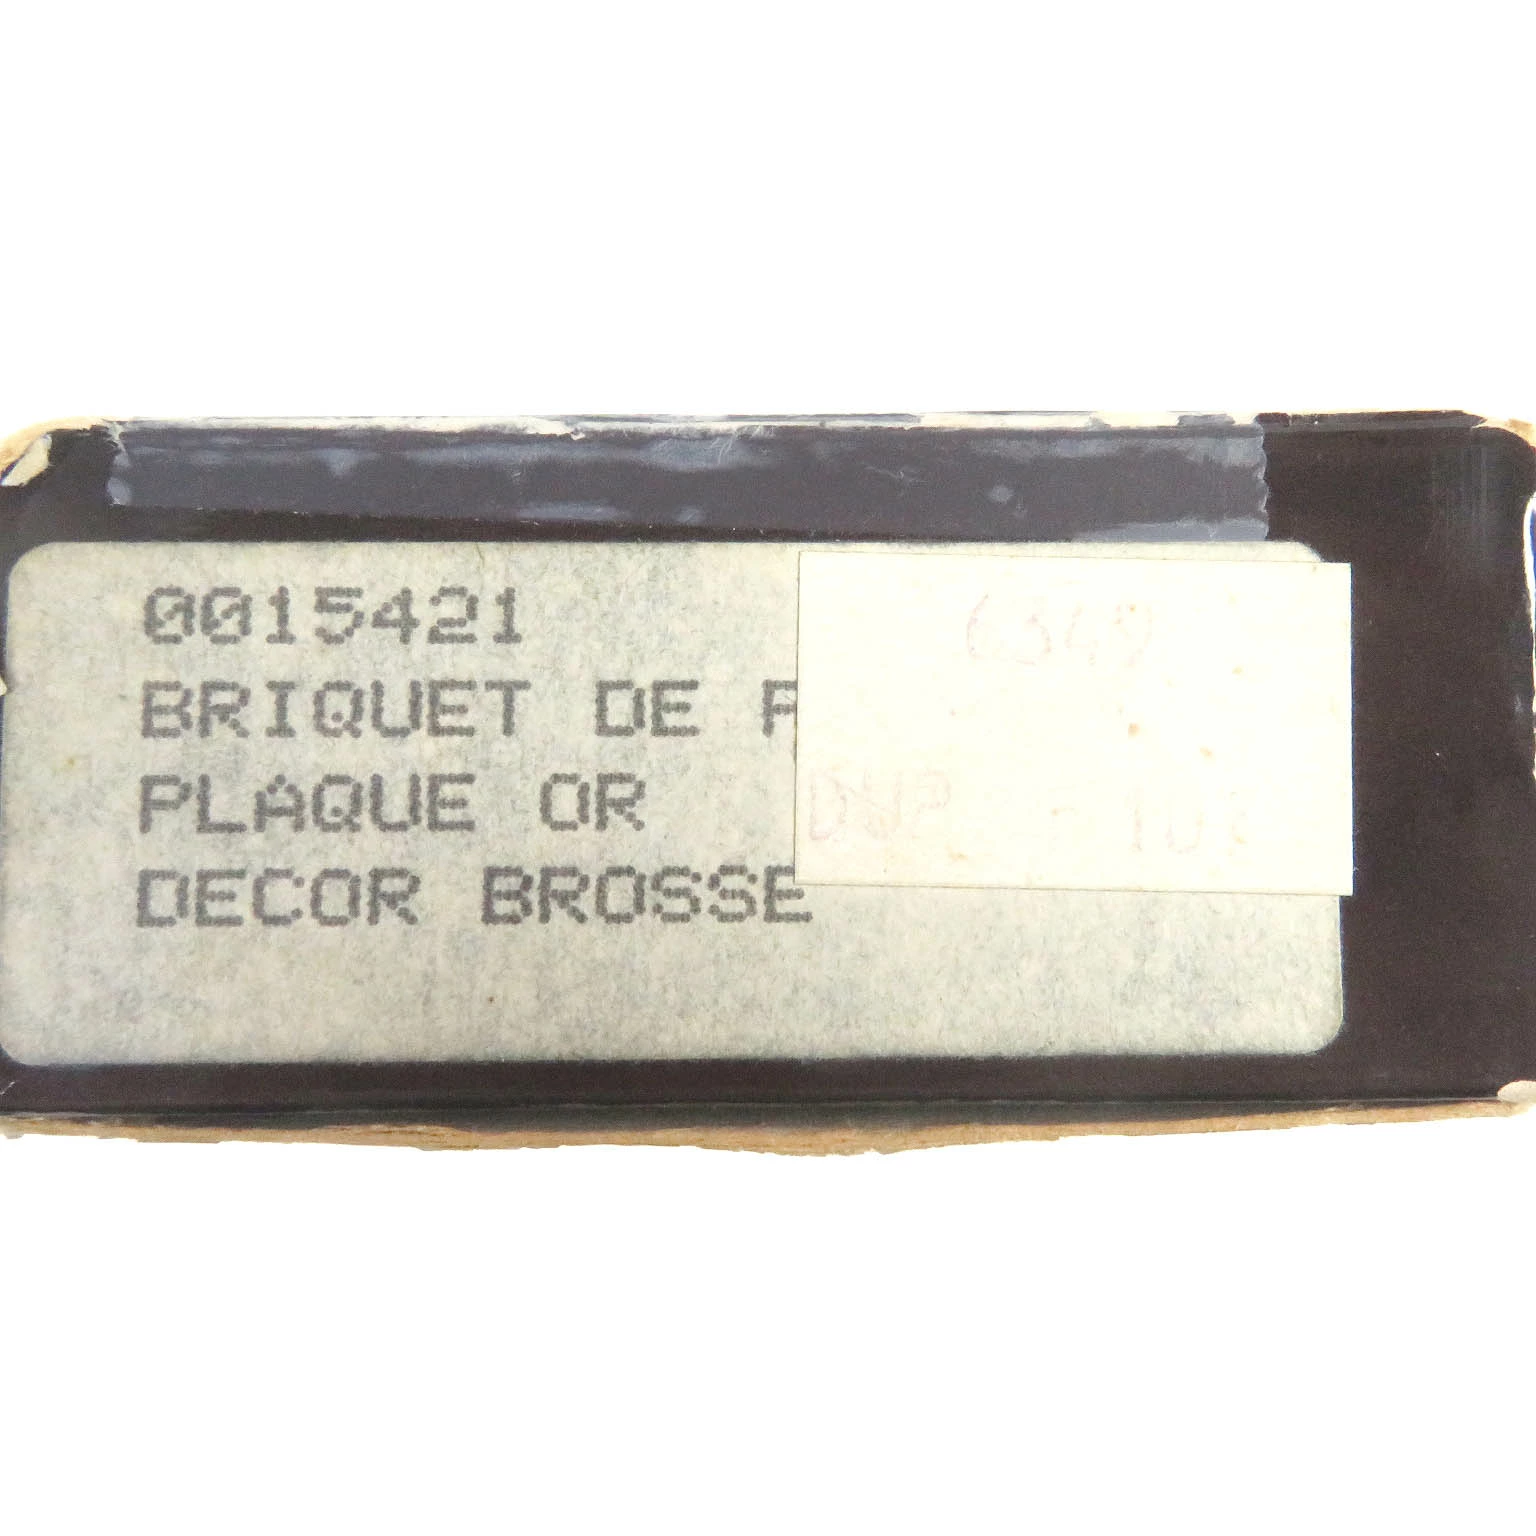 0015421
BRIQUET DE
PLAQUE OR
DECOR BROSSE